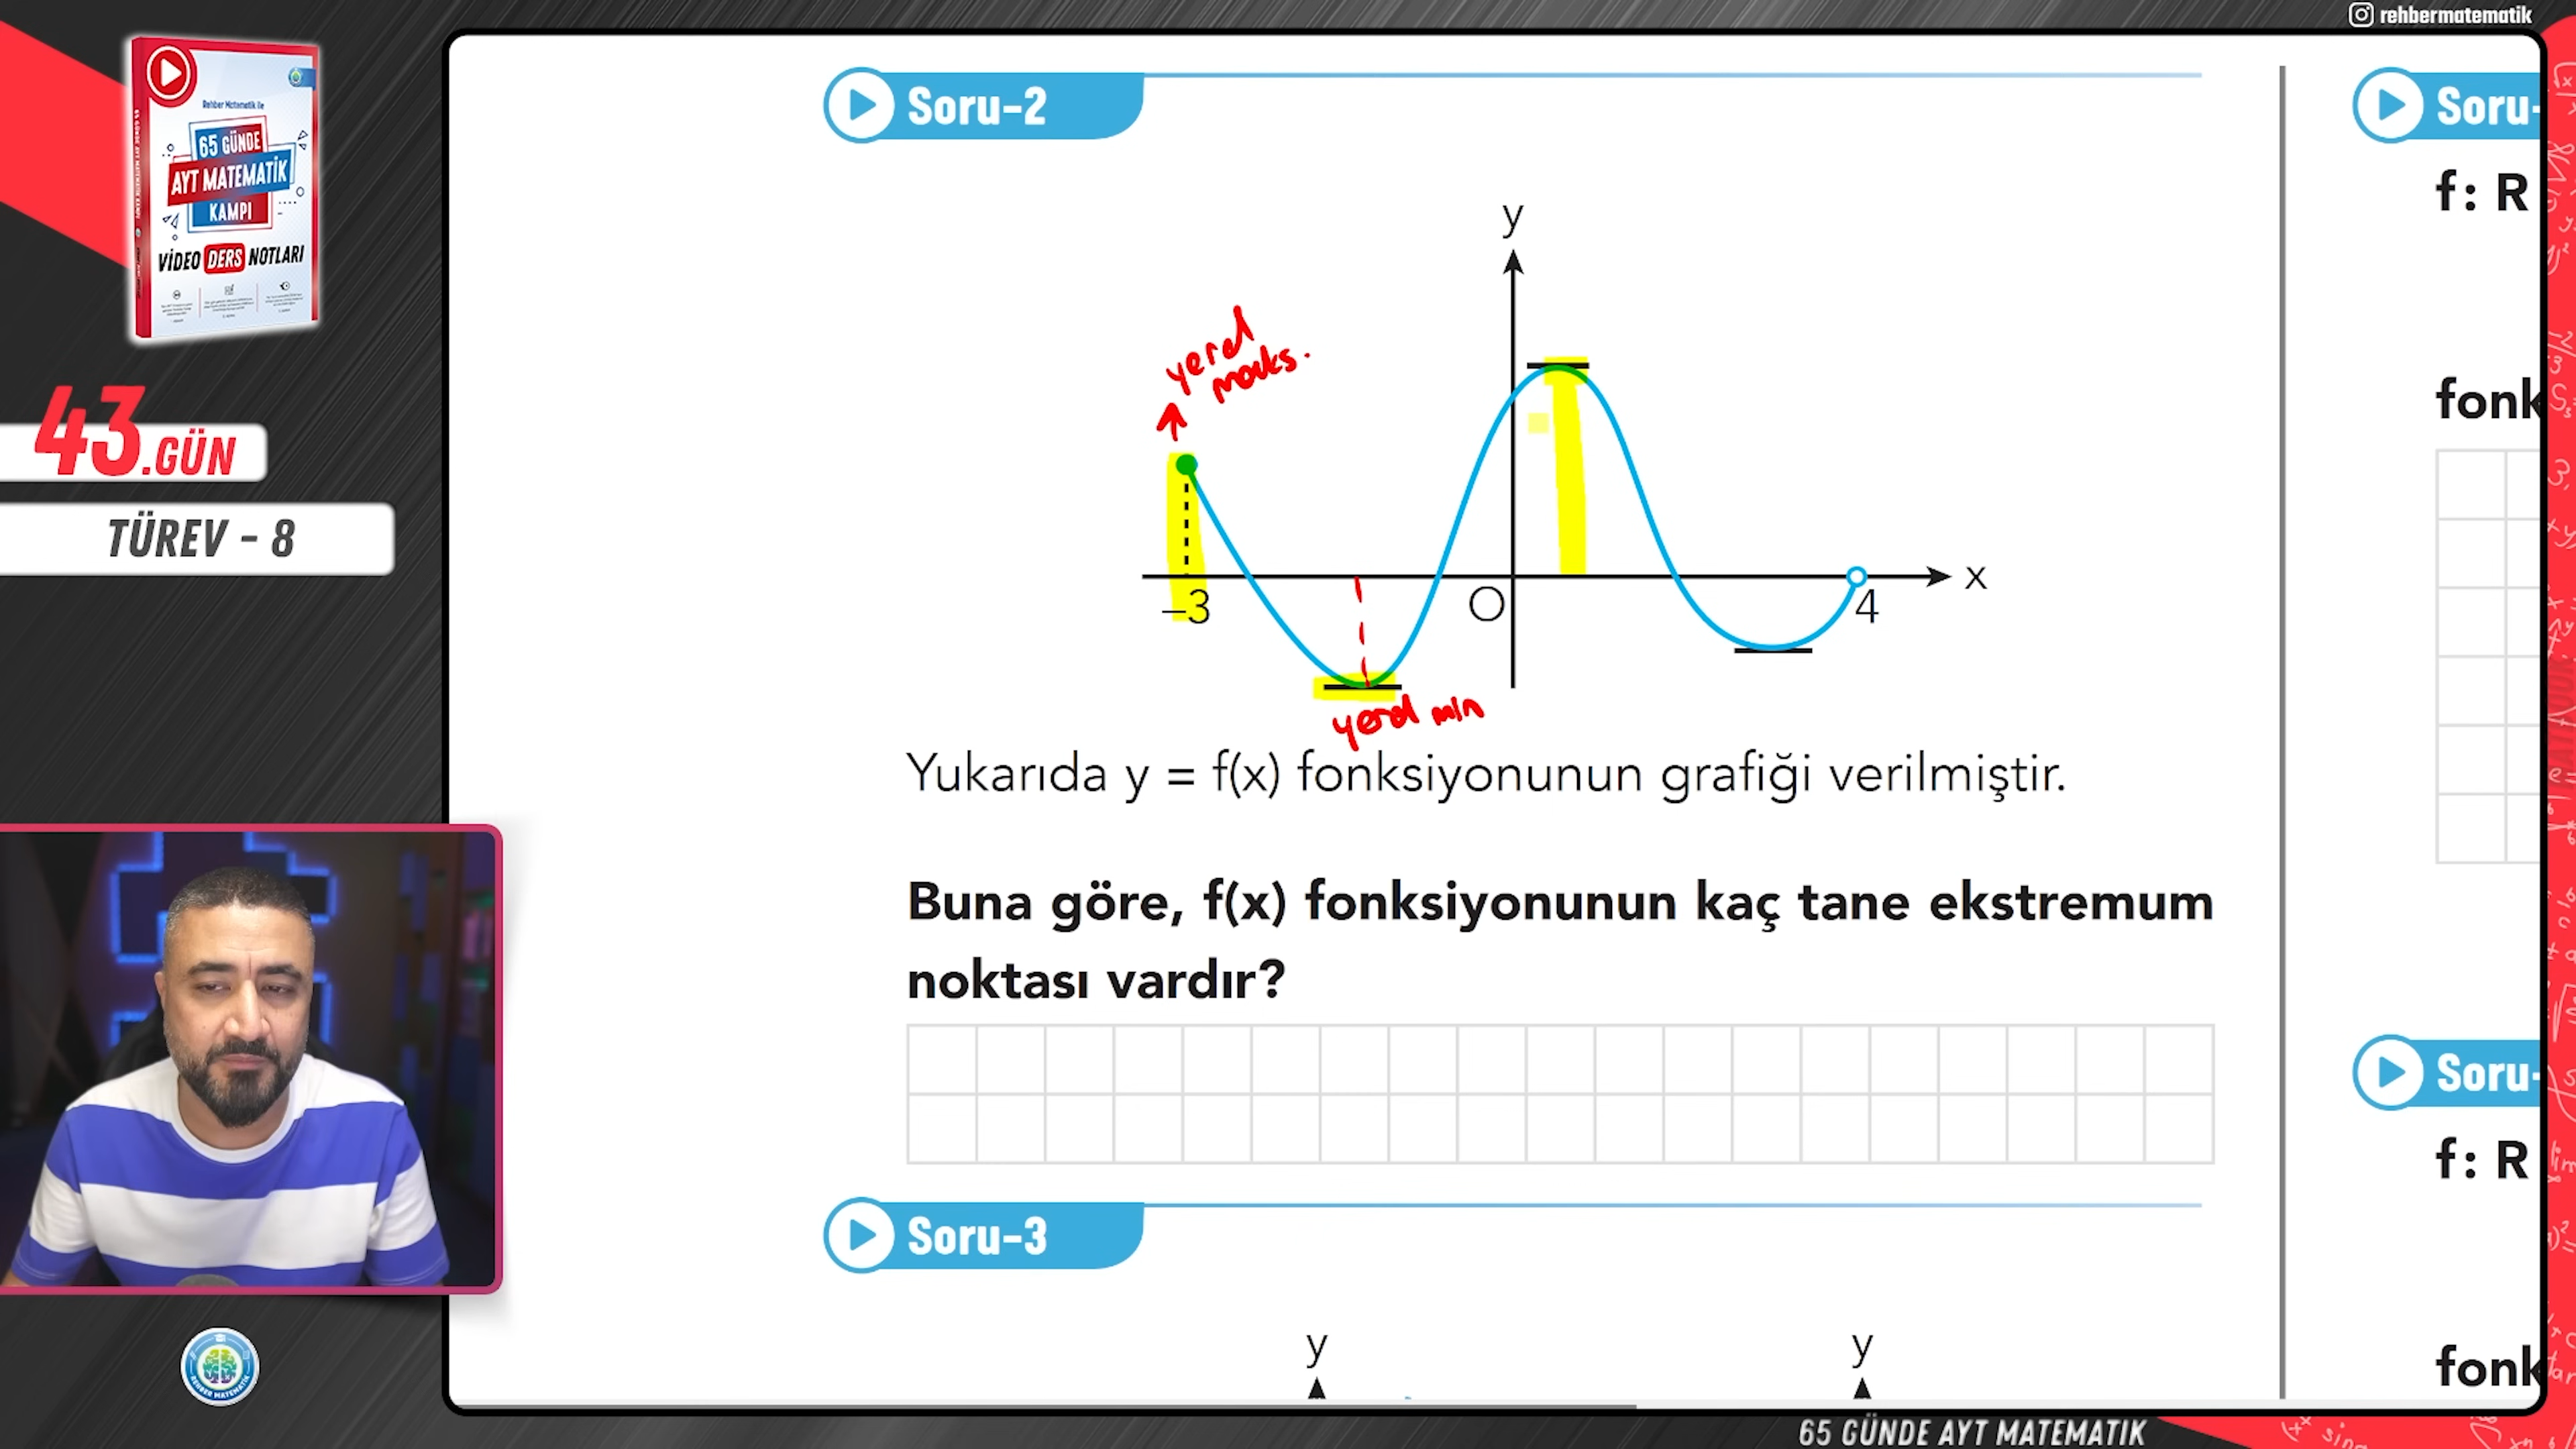 rehbermatematik
Rehber Matematik ile
65 GÜNDE
AYT MATEMATİK
KAMPI
VİDEO DERS NOTLARI
43.GÜN
TÜREV - 8
Soru-2
y
yerel
maks.
-3
O
4
x
yerel min
Yukarıda y = f(x) fonksiyonunun grafiği verilmiştir.
Buna göre, f(x) fonksiyonunun kaç tane ekstremum
noktası vardır?
Soru-3
y
y
Soru-
f: R
fonk
Soru-
f: R
fonk
REHBER MATEMATİK
65 GÜNDE AYT MATEMATİK